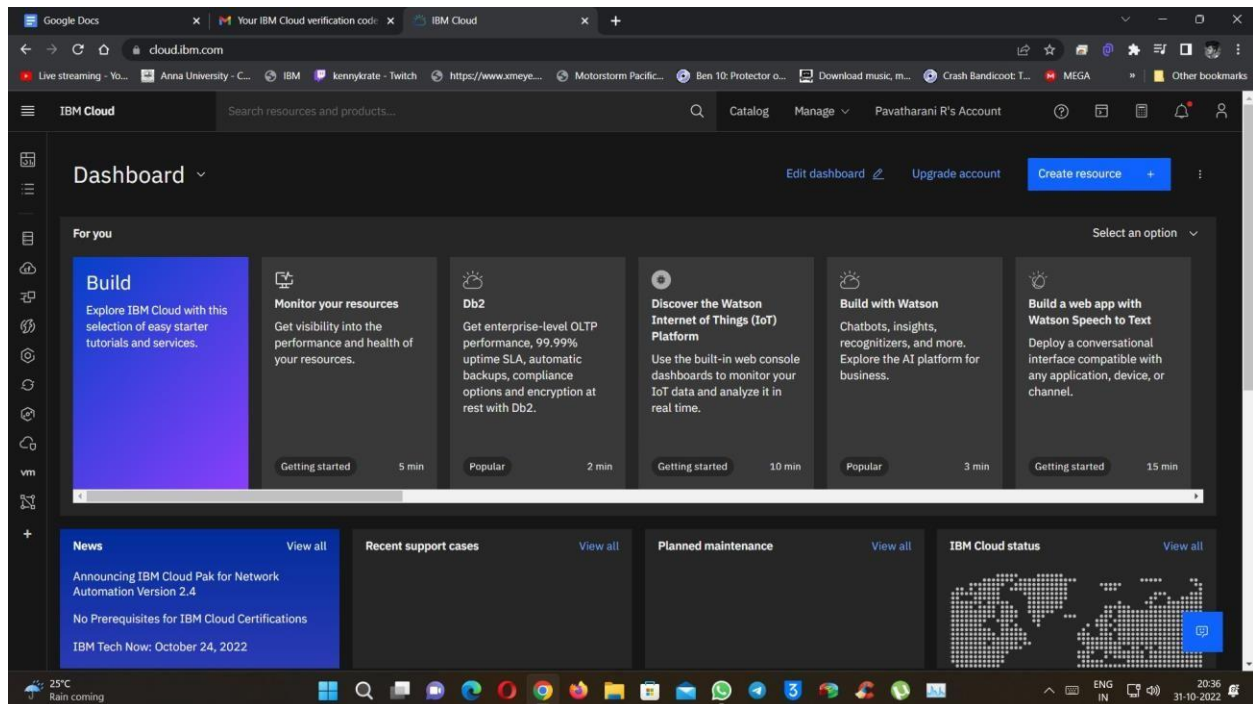 Google Docs
Your IBM Cloud verification code
IBM Cloud
cloud.ibm.com
Live streaming - Yo...
Anna University - C...
IBM
kennykrate - Twitch
https://www.xmeye....
Motorstorm Pacific...
Ben 10: Protector o...
Download music, m...
Crash Bandicoot: T...
MEGA
»
Other bookmarks
IBM Cloud
Search resources and products...
Catalog
Manage
Pavatharani R's Account
Dashboard
Edit dashboard
Upgrade account
Create resource +
For you
Select an option
Build
Explore IBM Cloud with this
selection of easy starter
tutorials and services.
Monitor your resources
Get visibility into the
performance and health of
your resources.
Getting started
5 min
Db2
Get enterprise-level OLTP
performance, 99.99%
uptime SLA, automatic
backups, compliance
options and encryption at
rest with Db2.
Popular
2 min
Discover the Watson
Internet of Things (IoT)
Platform
Use the built-in web console
dashboards to monitor your
IoT data and analyze it in
real time.
Getting started
10 min
Build with Watson
Chatbots, insights,
recognitizers, and more.
Explore the AI platform for
business.
Popular
3 min
Build a web app with
Watson Speech to Text
Deploy a conversational
interface compatible with
any application, device, or
channel.
Getting started
15 min
vm
News
View all
Announcing IBM Cloud Pak for Network
Automation Version 2.4
No Prerequisites for IBM Cloud Certifications
IBM Tech Now: October 24, 2022
Recent support cases
View all
Planned maintenance
View all
IBM Cloud status
View all
25°C
Rain coming
ENG
IN
20:36
31-10-2022